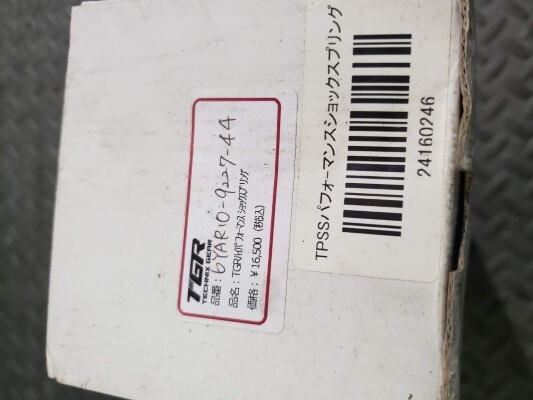 TGR
TECHNIX GEAR
品番：6YAR10-9227-44
品名：TGRハイパフォーマンスショックスプリング
価格：￥16,500（税込）
TPSSパフォーマンスショックスプリング
24160246